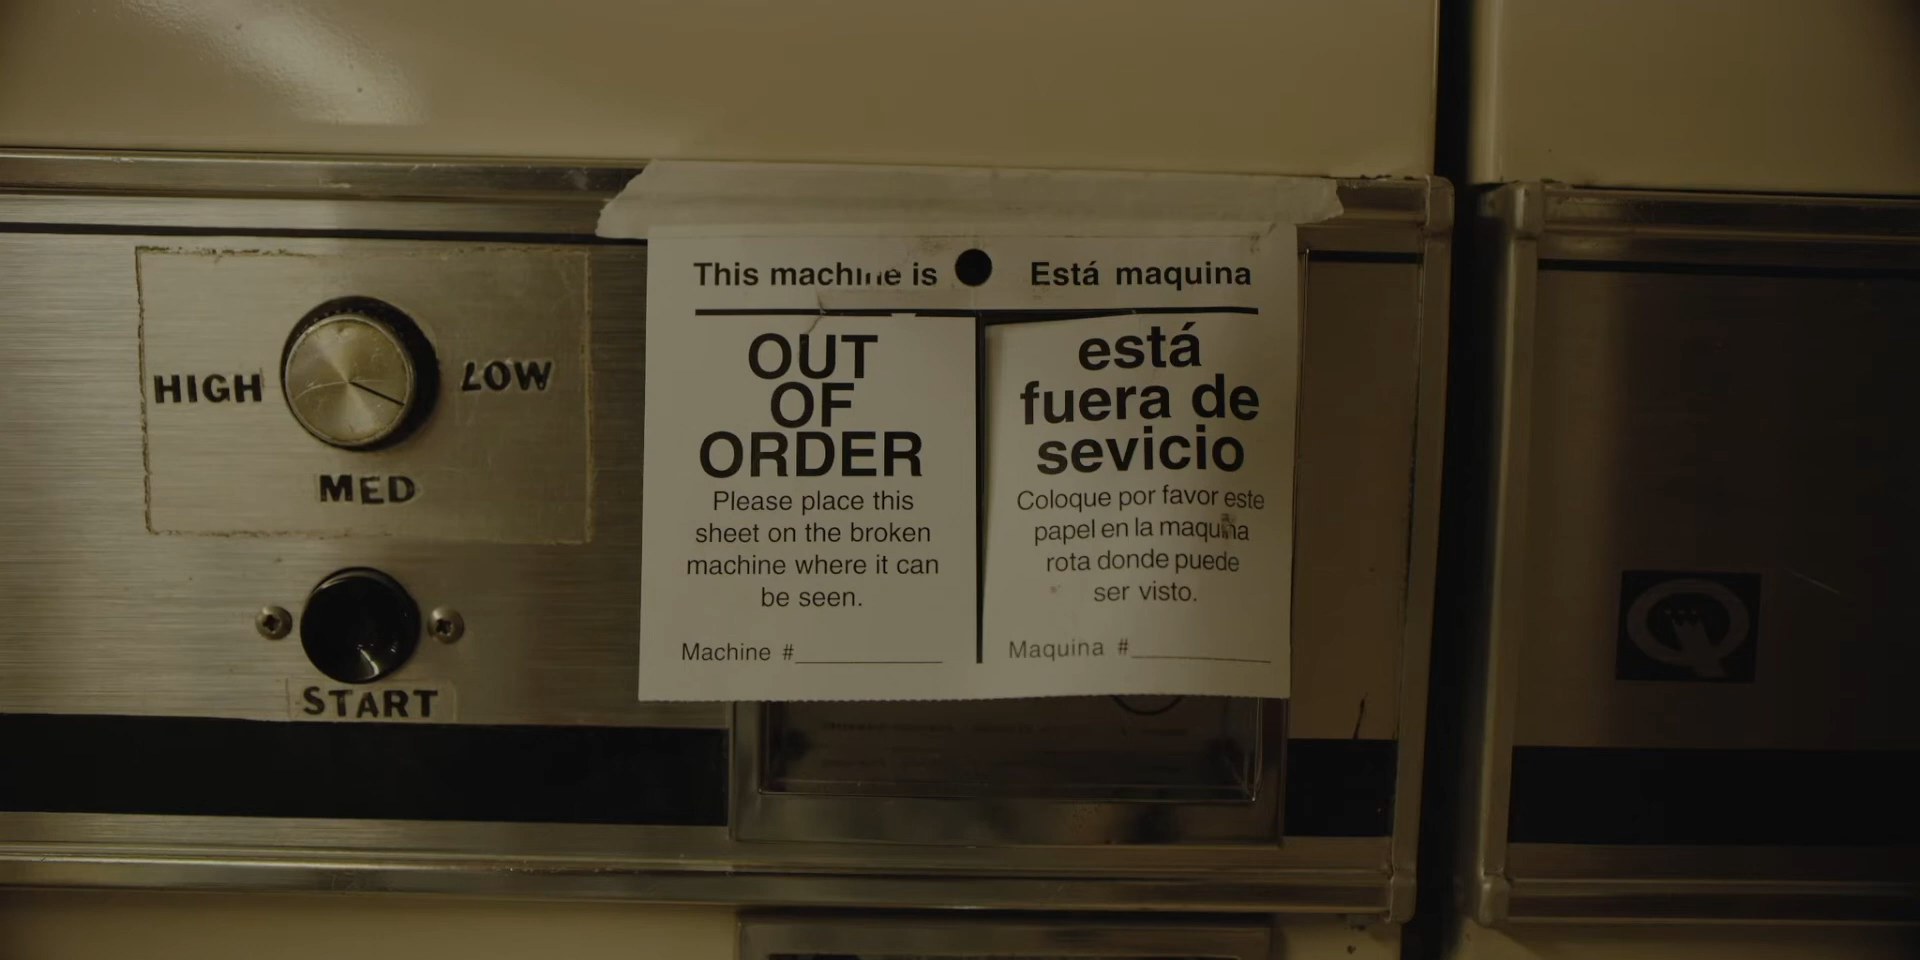 This machine is
OUT
OF
ORDER
Please place this
sheet on the broken
machine where it can
be seen.
Machine #
Está maquina
está
fuera de
sevicio
Coloque por favor este
papel en la maquina
rota donde puede
ser visto.
Maquina #
HIGH
LOW
MED
START